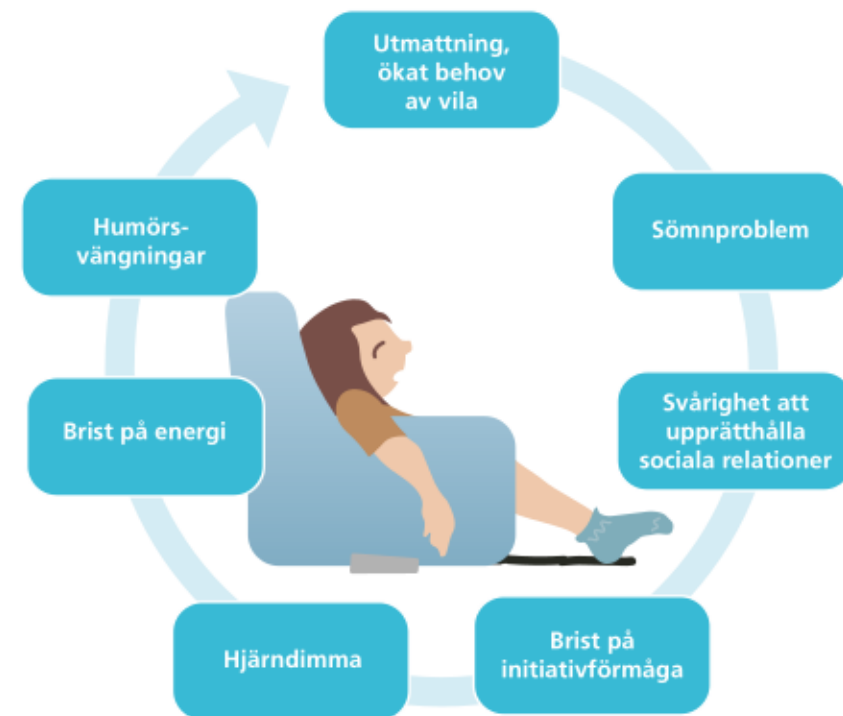 Utmattning,
ökat behov
av vila
Sömnproblem
Svårighet att
upprätthålla
sociala relationer
Brist på
initiativförmåga
Hjärndimma
Brist på energi
Humörs-
vängningar